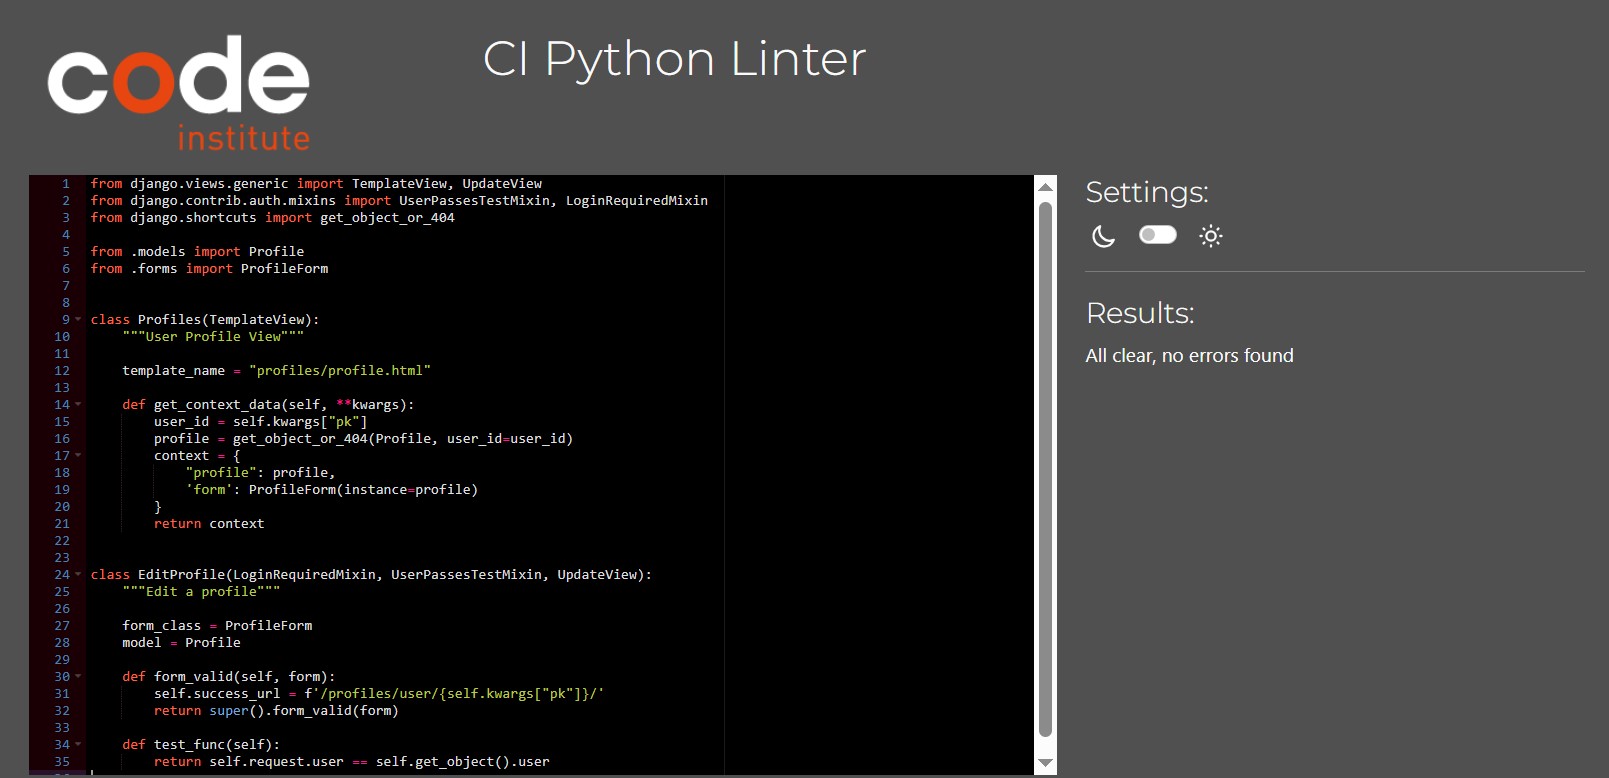 code
institute
CI Python Linter
1 from django.views.generic import TemplateView, UpdateView
2 from django.contrib.auth.mixins import UserPassesTestMixin, LoginRequiredMixin
3 from django.shortcuts import get_object_or_404
4
5 from .models import Profile
6 from .forms import ProfileForm
7
8
9 class Profiles(TemplateView):
10     """User Profile View"""
11
12     template_name = "profiles/profile.html"
13
14     def get_context_data(self, **kwargs):
15         user_id = self.kwargs["pk"]
16         profile = get_object_or_404(Profile, user_id=user_id)
17         context = {
18             "profile": profile,
19             'form': ProfileForm(instance=profile)
20         }
21         return context
22
23
24 class EditProfile(LoginRequiredMixin, UserPassesTestMixin, UpdateView):
25     """Edit a profile"""
26
27     form_class = ProfileForm
28     model = Profile
29
30     def form_valid(self, form):
31         self.success_url = f'/profiles/user/{self.kwargs["pk"]}/'
32         return super().form_valid(form)
33
34     def test_func(self):
35         return self.request.user == self.get_object().user
Settings:
Results:
All clear, no errors found